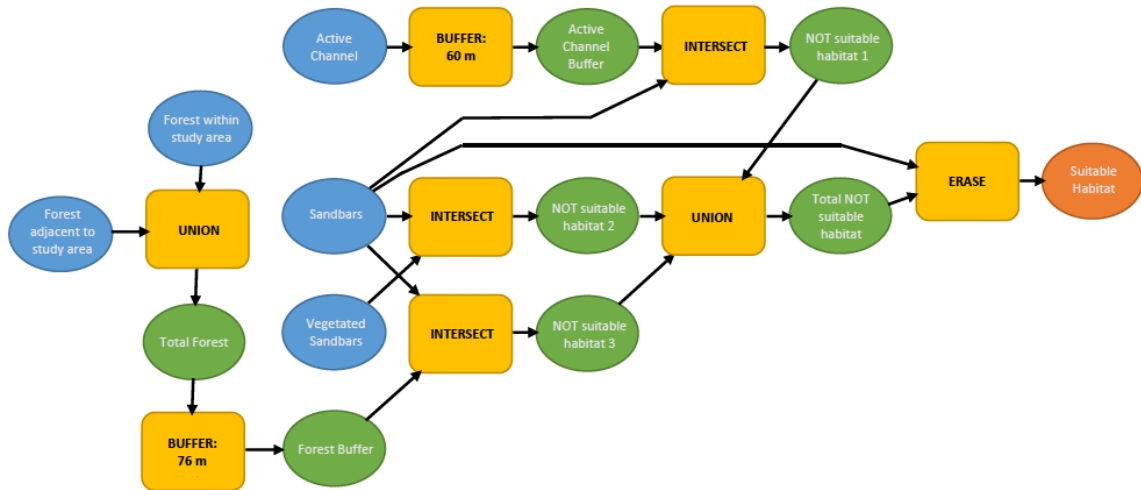 Active
Channel
BUFFER:
60 m
Active
Channel
Buffer
INTERSECT
NOT suitable
habitat 1
Forest within
study area
Forest
adjacent to
study area
UNION
Sandbars
INTERSECT
NOT suitable
habitat 2
UNION
Total NOT
suitable
habitat
ERASE
Suitable
Habitat
Vegetated
Sandbars
INTERSECT
NOT suitable
habitat 3
Total Forest
BUFFER:
76 m
Forest Buffer